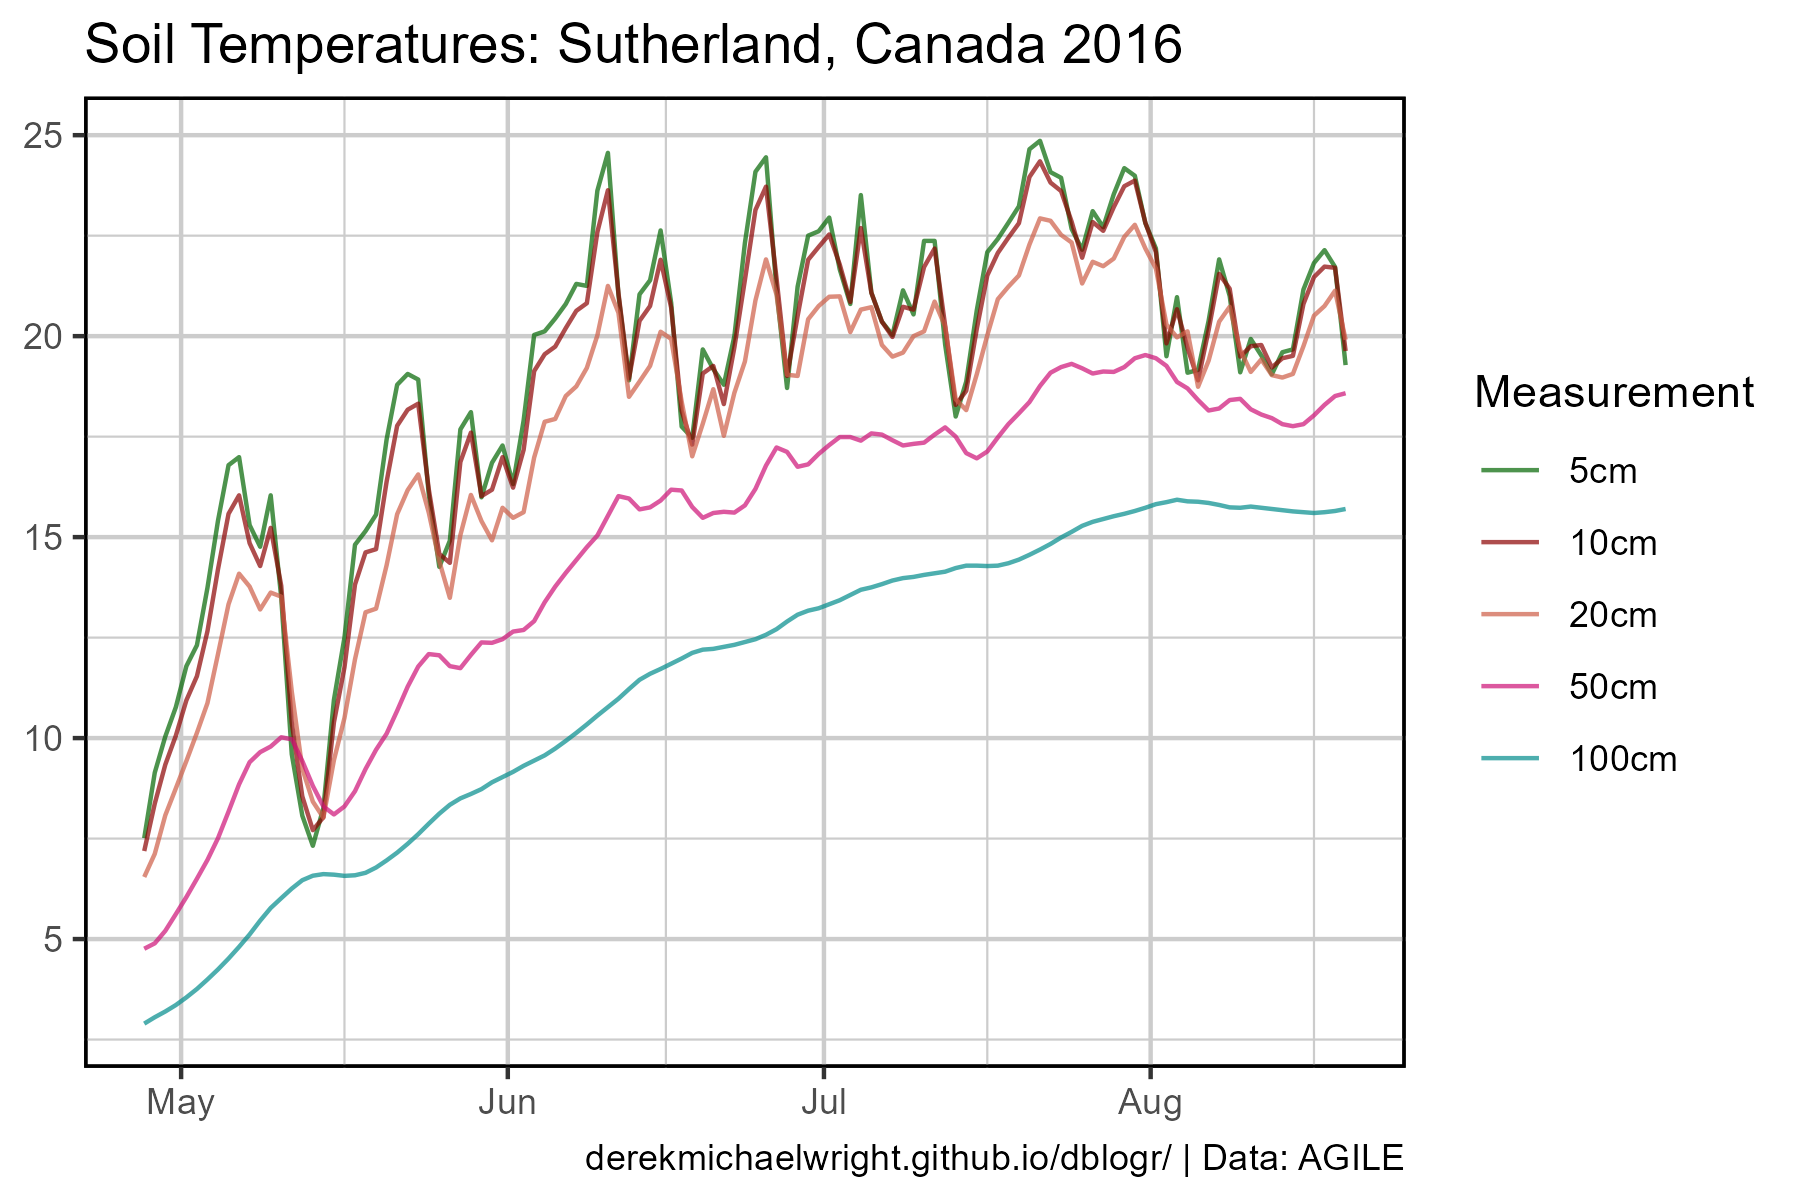 Soil Temperatures: Sutherland, Canada 2016
25
20
15
10
5
May Jun Jul Aug
Measurement
5cm
10cm
20cm
50cm
100cm
derekmichaelwright.github.io/dblogr/ | Data: AGILE